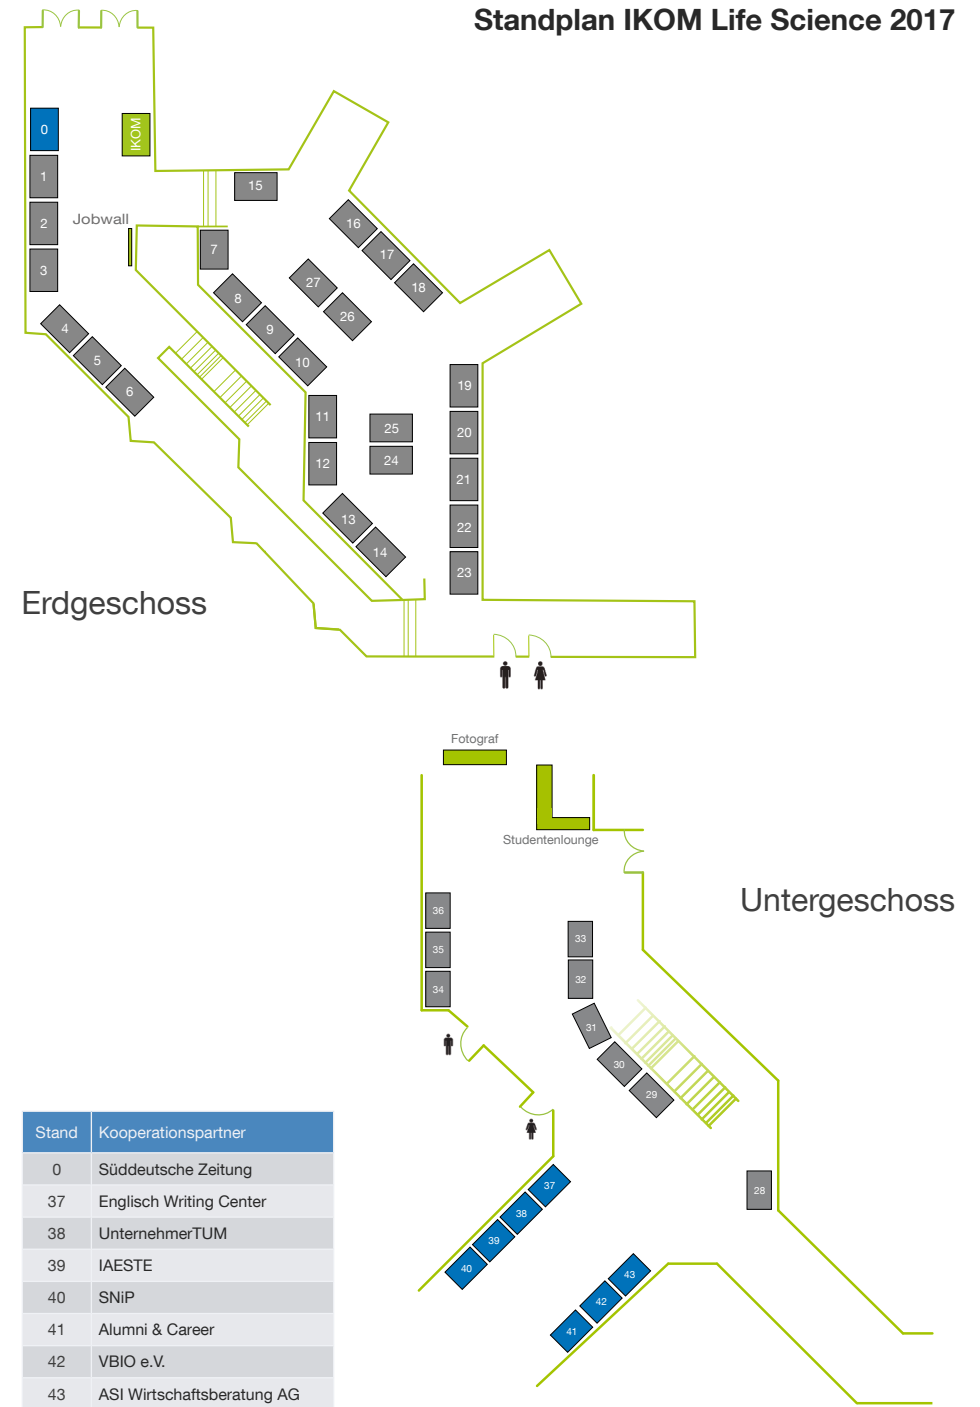 Standplan IKOM Life Science 2017
0
IKOM
1
15
2
Jobwall
16
7
17
3
27
18
8
26
4
9
5
10
19
6
11
25
20
12
24
21
13
22
14
23
Erdgeschoss
Fotograf
Studentenlounge
Untergeschoss
36
33
35
32
34
31
30
29
28
37
38
39
40
43
42
41
Stand Kooperationspartner
0 Süddeutsche Zeitung
37 Englisch Writing Center
38 UnternehmerTUM
39 IAESTE
40 SNiP
41 Alumni & Career
42 VBIO e.V.
43 ASI Wirtschaftsberatung AG